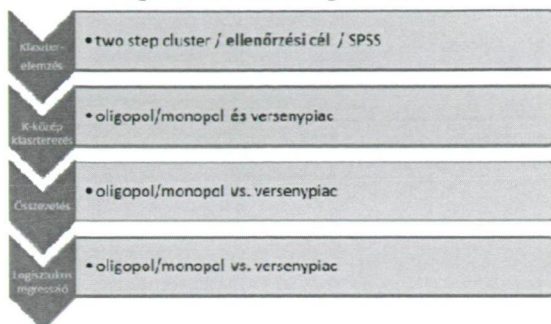 Klaszter-
elemzés
• two step cluster / ellenőrzési cél / SPSS
K-közép
klaszterezés
• oligopol/monopol és versenypiac
Összevetés
• oligopol/monopol vs. versenypiac
Logisztikus
regresszió
• oligopol/monopol vs. versenypiac